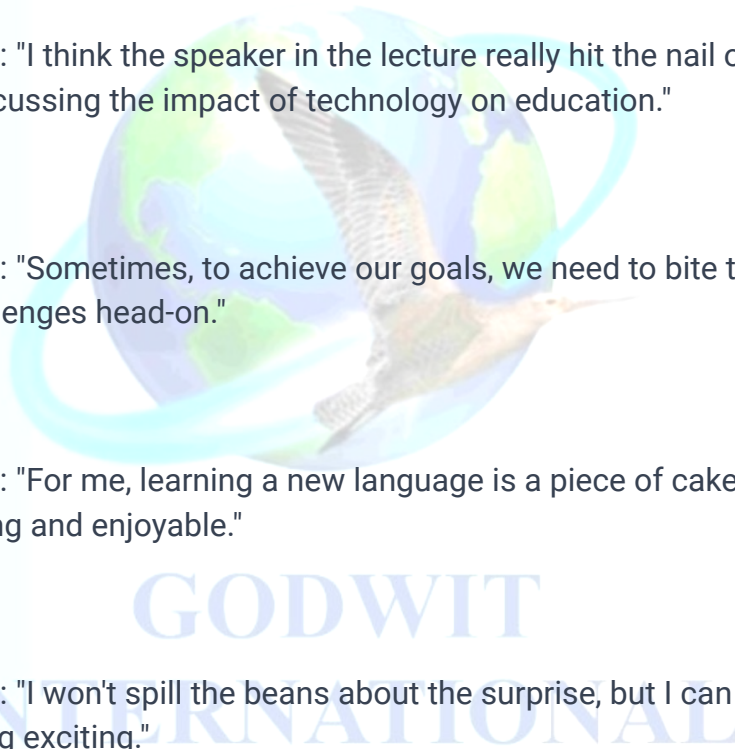 : "I think the speaker in the lecture really hit the nail
cussing the impact of technology on education."
: "Sometimes, to achieve our goals, we need to bite
enges head-on."
: "For me, learning a new language is a piece of cake
and enjoyable."
GODWIT
: "I won't spill the beans about the surprise, but I can
NTERNATIONAL
exciting."